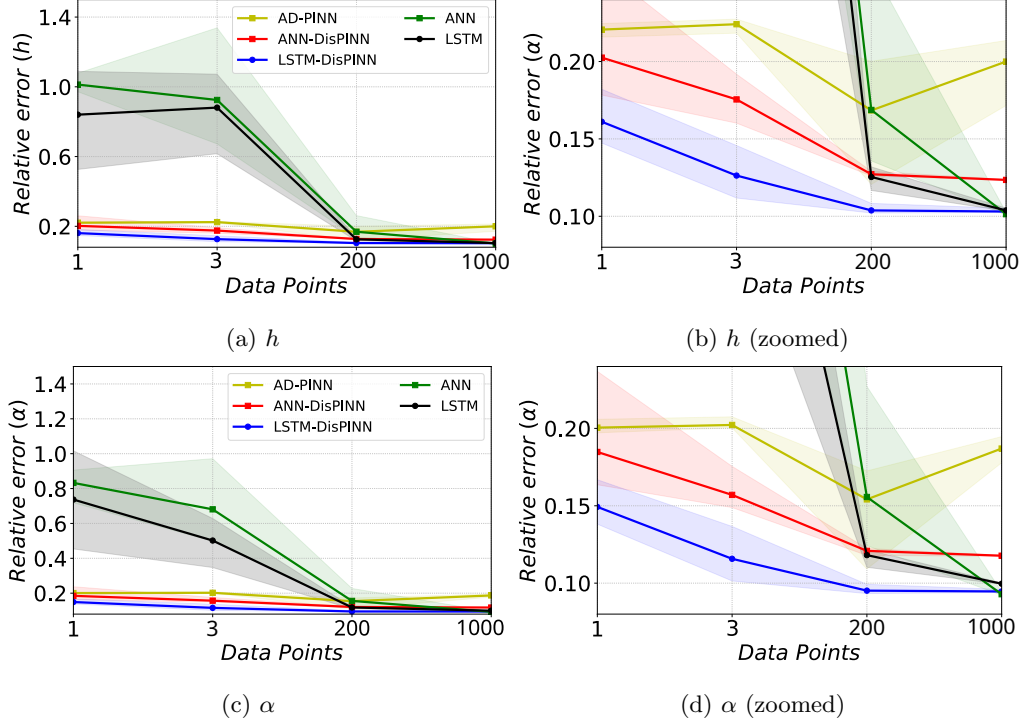 Relative error (h)
1.4
1.0
0.6
0.2
AD-PINN
ANN-DisPINN
LSTM-DisPINN
ANN
LSTM
1 3 200 1000
Data Points
(a) h
Relative error (α)
0.20
0.15
0.10
1 3 200 1000
Data Points
(b) h (zoomed)
Relative error (α)
1.4
1.2
1.0
0.8
0.6
0.4
0.2
AD-PINN
ANN-DisPINN
LSTM-DisPINN
ANN
LSTM
1 3 200 1000
Data Points
(c) α
Relative error (α)
0.20
0.15
0.10
1 3 200 1000
Data Points
(d) α (zoomed)